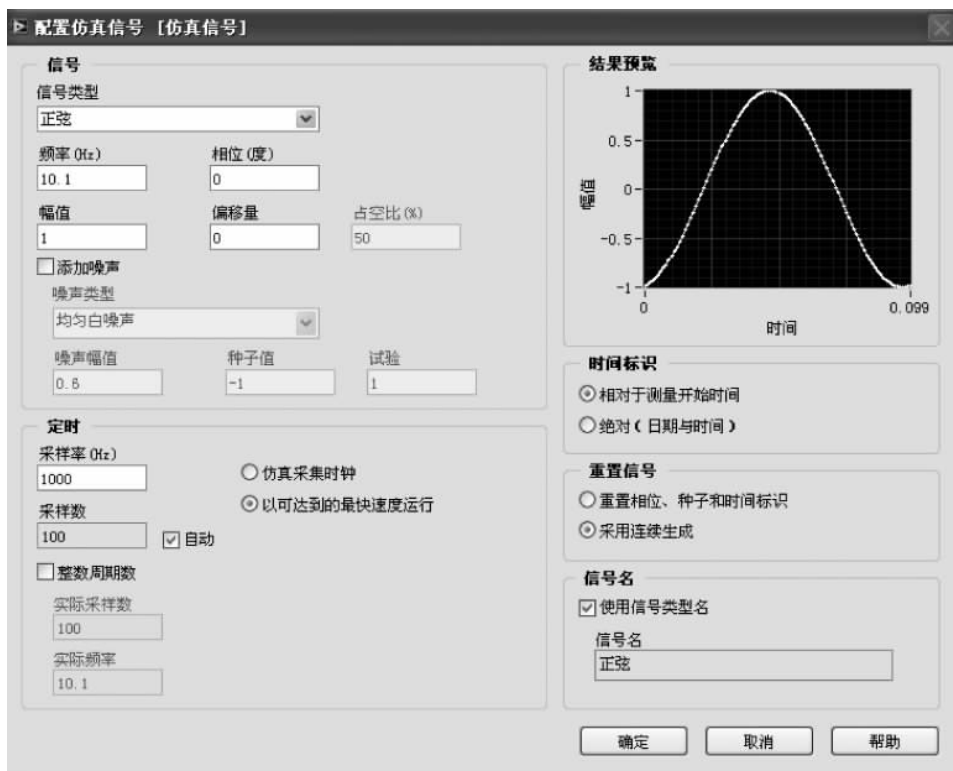 配置仿真信号 [仿真信号]
信号
信号类型
正弦
频率(Hz) 相位(度)
10.1 0
幅值 偏移量 占空比(%)
1 0 50
添加噪声
噪声类型
均匀白噪声
噪声幅值 种子值 试验
0.6 -1 1
定时
采样率(Hz)
1000
仿真采集时钟
以可达到的最快速度运行
采样数
100 自动
整数周期数
实际采样数
100
实际频率
10.1
结果预览
1
0.5
0
-0.5
-1
幅值
0 0.099
时间
时间标识
相对于测量开始时间
绝对(日期与时间)
重置信号
重置相位、种子和时间标识
采用连续生成
信号名
使用信号类型名
信号名
正弦
确定 取消 帮助